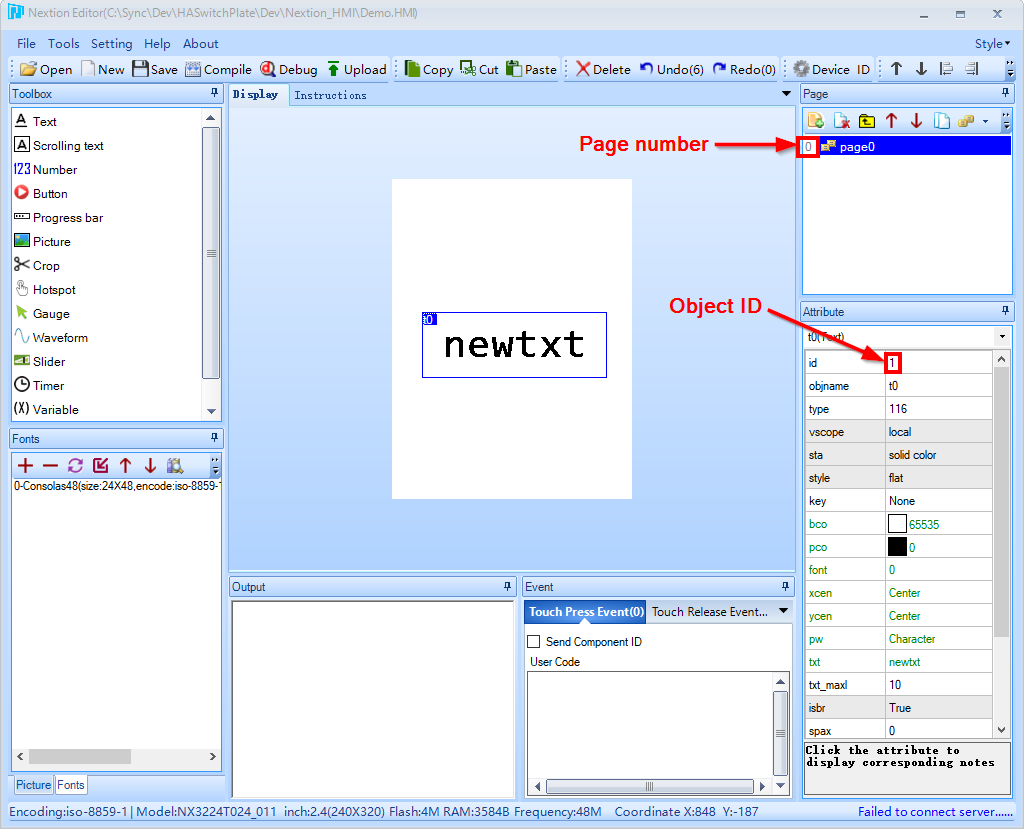 Nextion Editor(C:\Sync\Dev\HASwitchPlate\Dev\Nextion_HMI\Demo.HMI)
File Tools Setting Help About Style
Open New Save Compile Debug Upload Copy Cut Paste Delete Undo(6) Redo(0) Device ID
Toolbox
A Text
A Scrolling text
123 Number
Button
Progress bar
Picture
Crop
Hotspot
Gauge
Waveform
Slider
Timer
(X) Variable
Fonts
0-Consolas48(size:24X48,encode:iso-8859-1
Picture Fonts
Display Instructions
Page number
Object ID
t0
newtxt
Output
Event
Touch Press Event(0) Touch Release Event...
Send Component ID
User Code
Page
0 page0
Attribute
t0(Text)
id 1
objname t0
type 116
vscope local
sta solid color
style flat
key None
bco 65535
pco 0
font 0
xcen Center
ycen Center
pw Character
txt newtxt
txt_maxl 10
isbr True
spax 0
Click the attribute to
display corresponding notes
Encoding:iso-8859-1 | Model:NX3224T024_011 inch:2.4(240X320) Flash:4M RAM:3584B Frequency:48M Coordinate X:848 Y:-187 Failed to connect server......